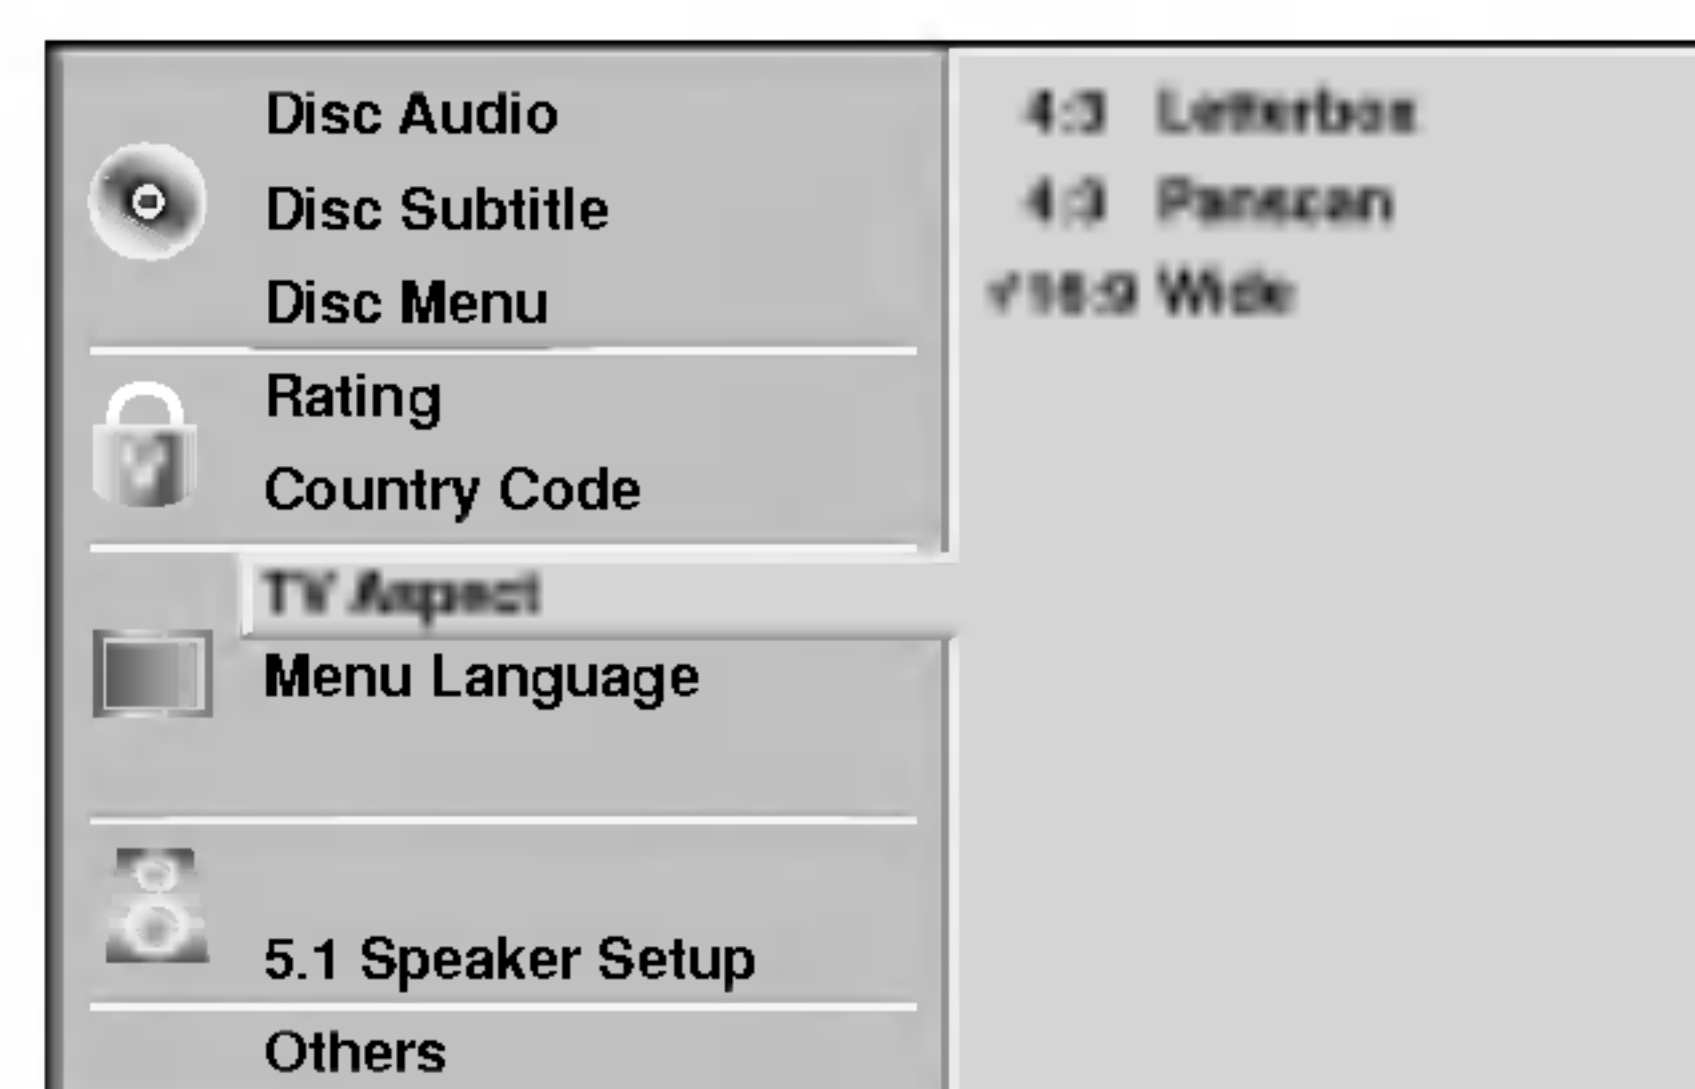 Disc Audio
Disc Subtitle
Disc Menu
Rating
Country Code
TV Aspect
Menu Language
5.1 Speaker Setup
Others
4:3 Letterbox
4:3 Panscan
✓16:9 Wide